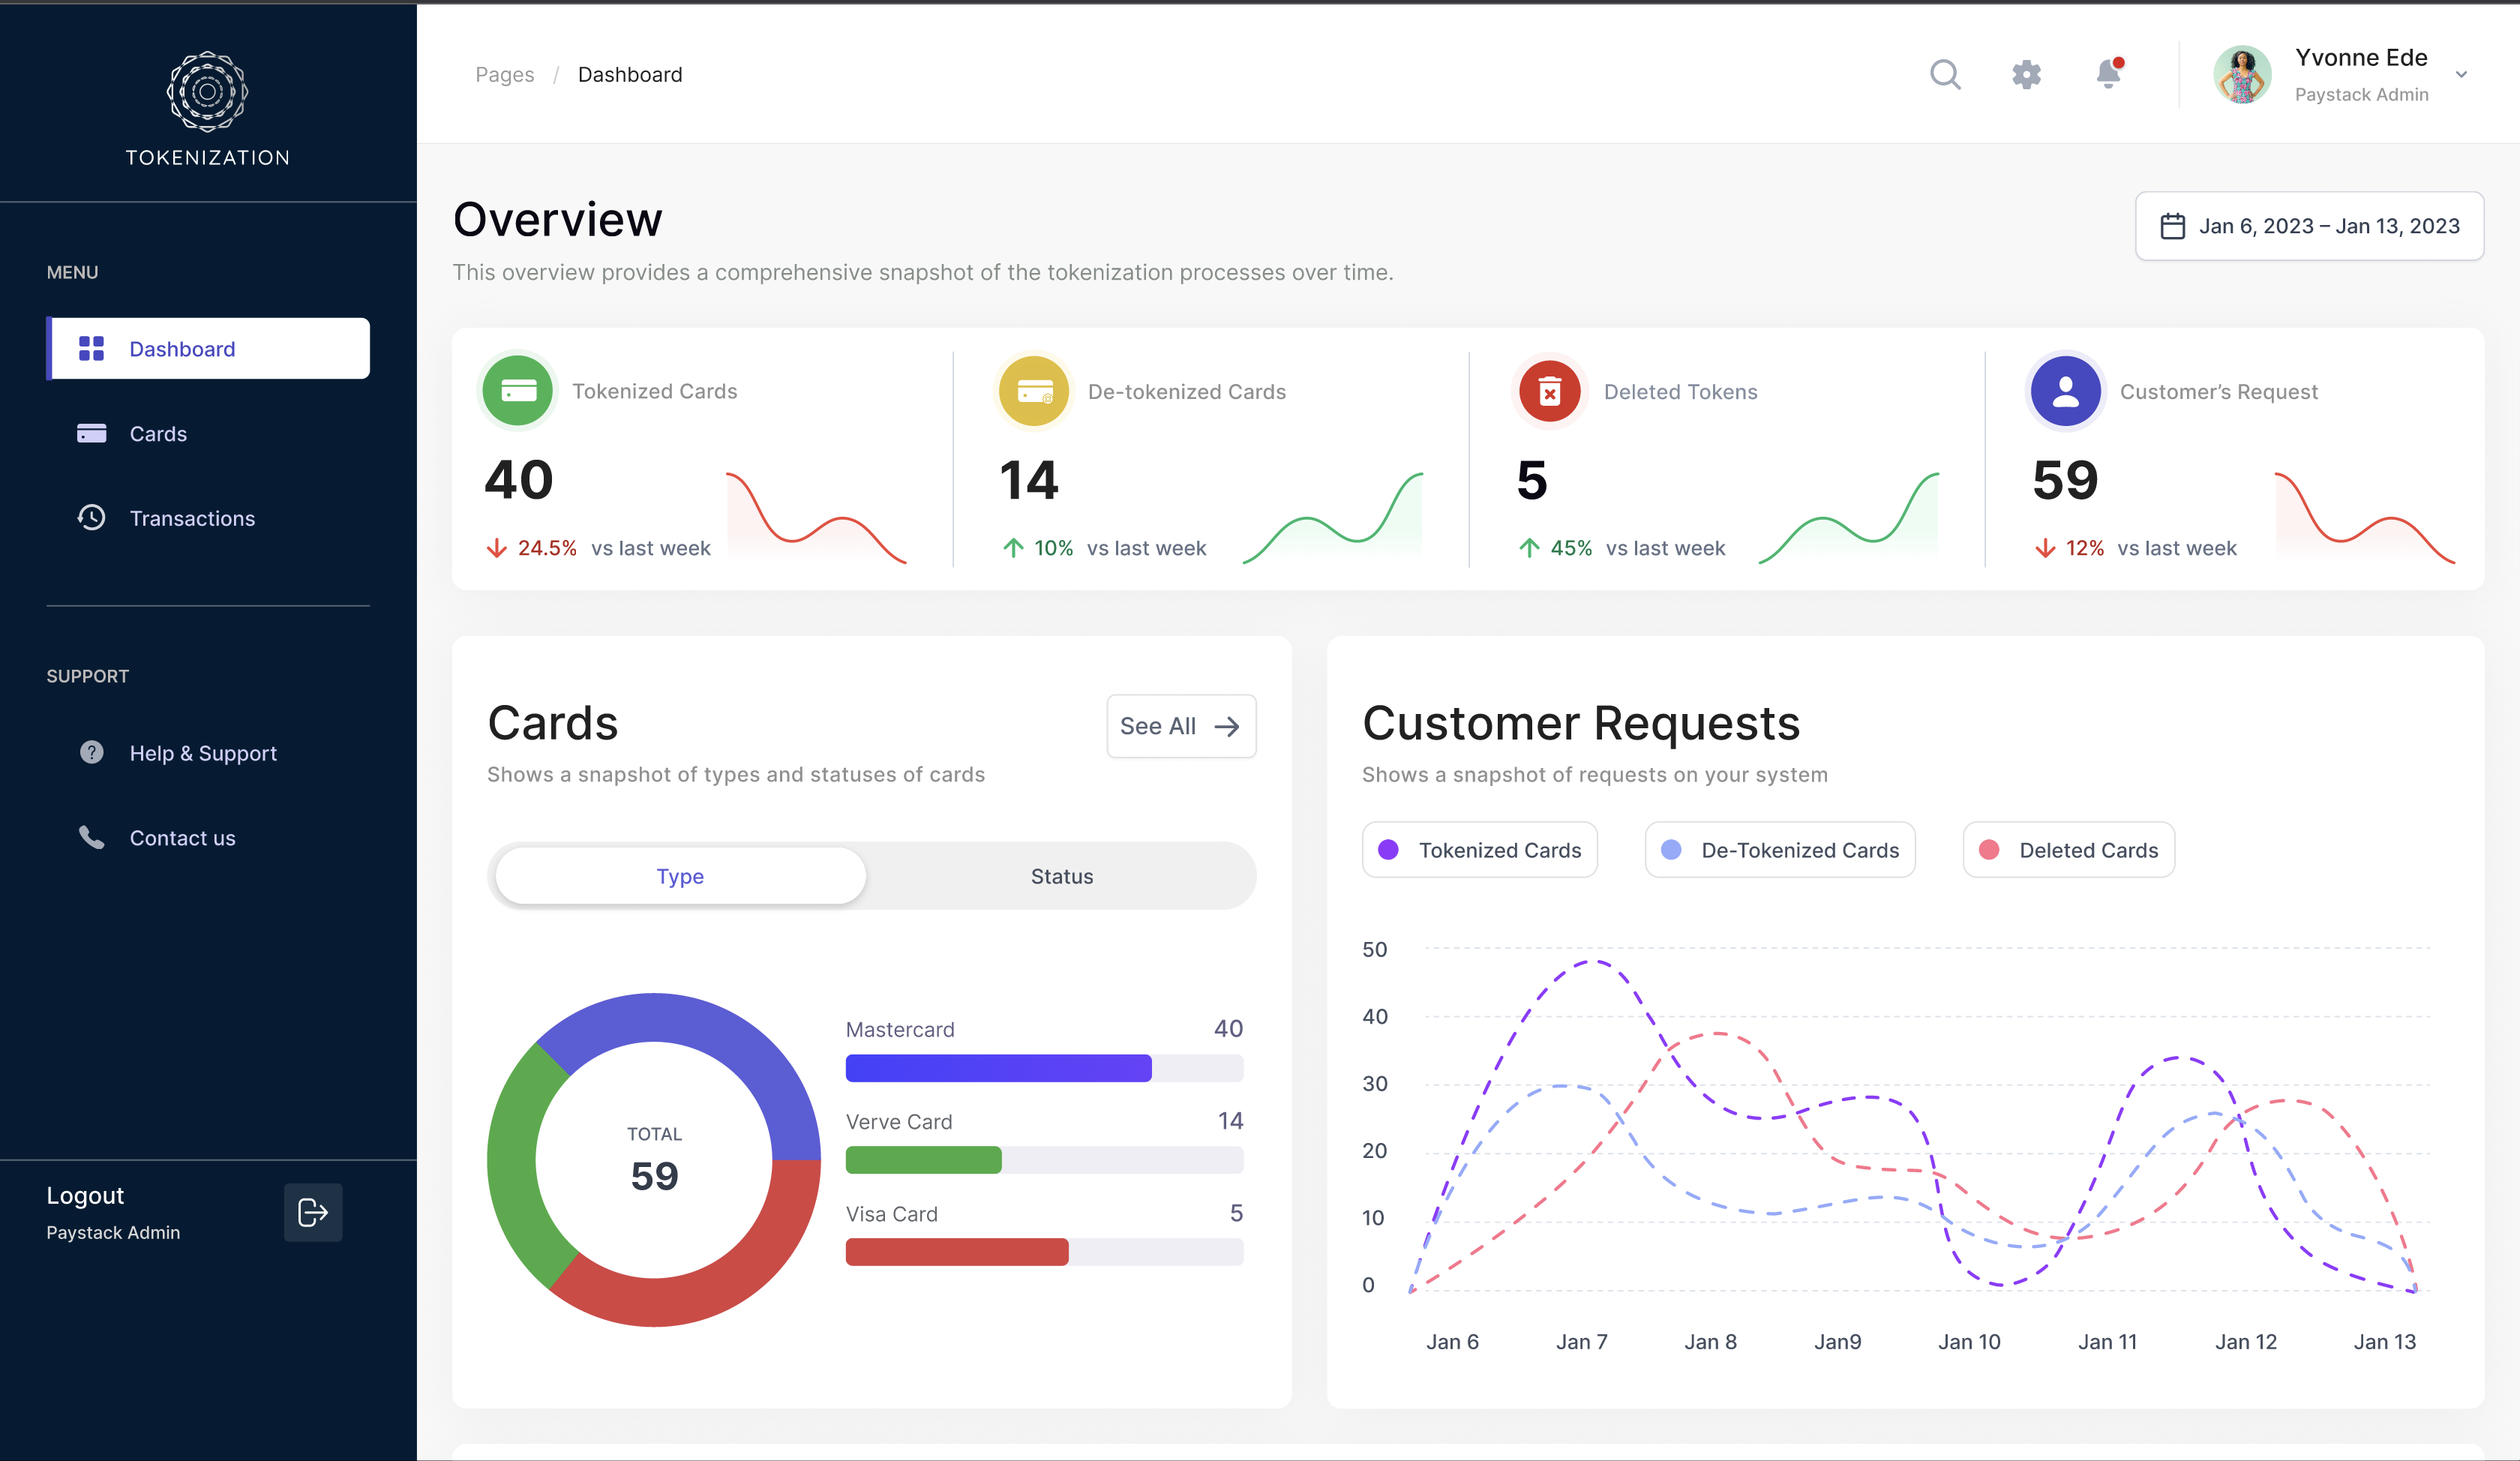 TOKENIZATION
MENU
Dashboard
Cards
Transactions
SUPPORT
Help & Support
Contact us
Logout
Paystack Admin
Pages / Dashboard
Yvonne Ede
Paystack Admin
Overview
This overview provides a comprehensive snapshot of the tokenization processes over time.
Jan 6, 2023 – Jan 13, 2023
Tokenized Cards
40
24.5% vs last week
De-tokenized Cards
14
10% vs last week
Deleted Tokens
5
45% vs last week
Customer’s Request
59
12% vs last week
Cards
See All
Shows a snapshot of types and statuses of cards
Type
Status
TOTAL
59
Mastercard 40
Verve Card 14
Visa Card 5
Customer Requests
Shows a snapshot of requests on your system
Tokenized Cards
De-Tokenized Cards
Deleted Cards
50
40
30
20
10
0
Jan 6 Jan 7 Jan 8 Jan9 Jan 10 Jan 11 Jan 12 Jan 13